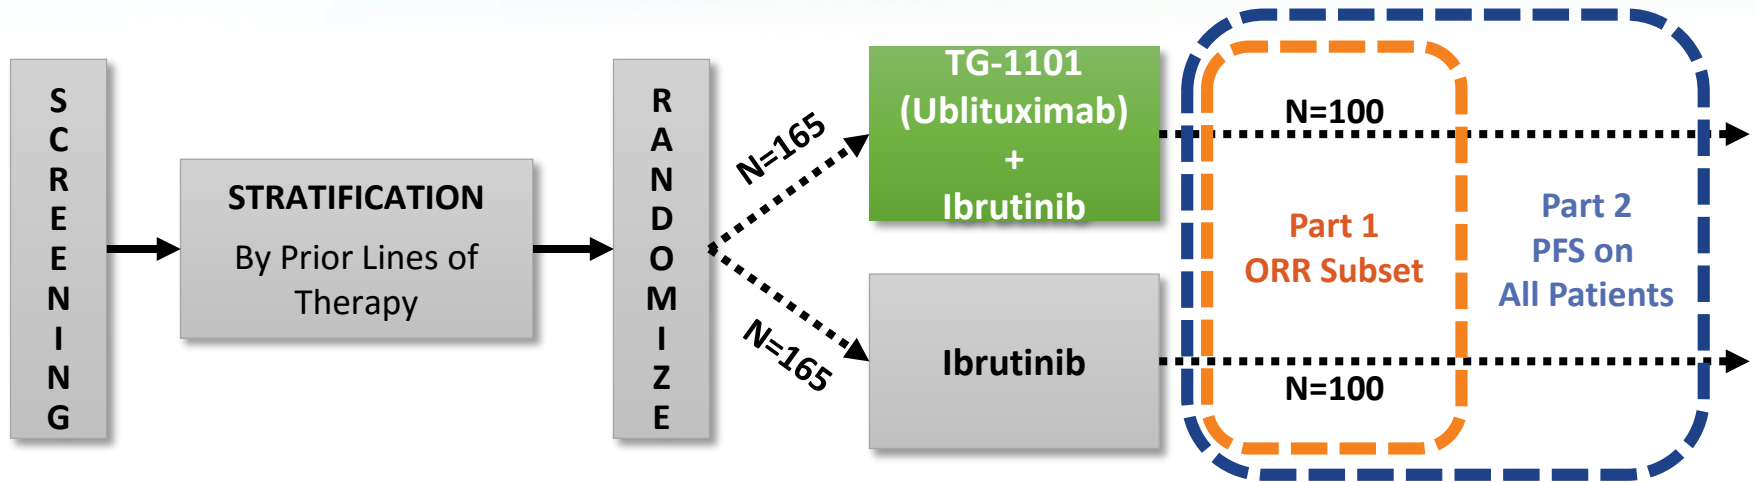 SCREENING
STRATIFICATION
By Prior Lines of
Therapy
RANDOMIZE
N=165
N=165
TG-1101
(Ublituximab)
+
Ibrutinib
Ibrutinib
N=100
Part 1
ORR Subset
N=100
Part 2
PFS on
All Patients